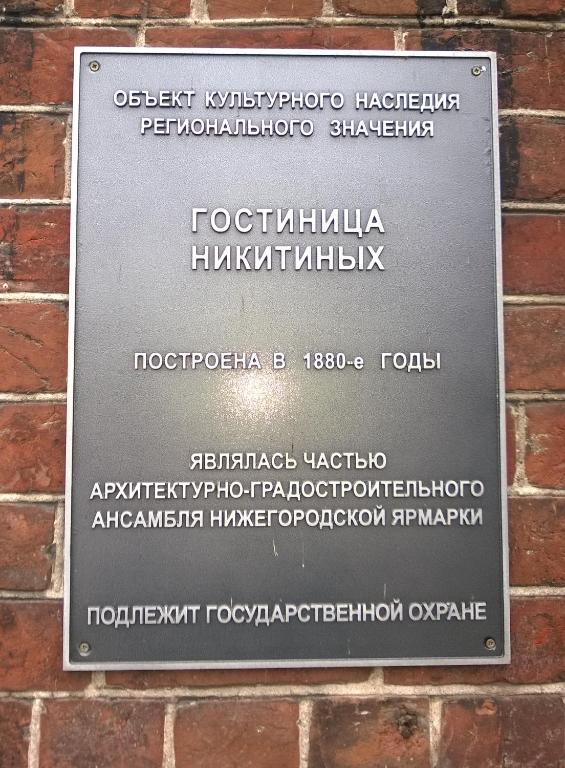 ОБЪЕКТ КУЛЬТУРНОГО НАСЛЕДИЯ
РЕГИОНАЛЬНОГО ЗНАЧЕНИЯ
ГОСТИНИЦА
НИКИТИНЫХ
ПОСТРОЕНА В 1880-е ГОДЫ
ЯВЛЯЛАСЬ ЧАСТЬЮ
АРХИТЕКТУРНО-ГРАДОСТРОИТЕЛЬНОГО
АНСАМБЛЯ НИЖЕГОРОДСКОЙ ЯРМАРКИ
ПОДЛЕЖИТ ГОСУДАРСТВЕННОЙ ОХРАНЕ